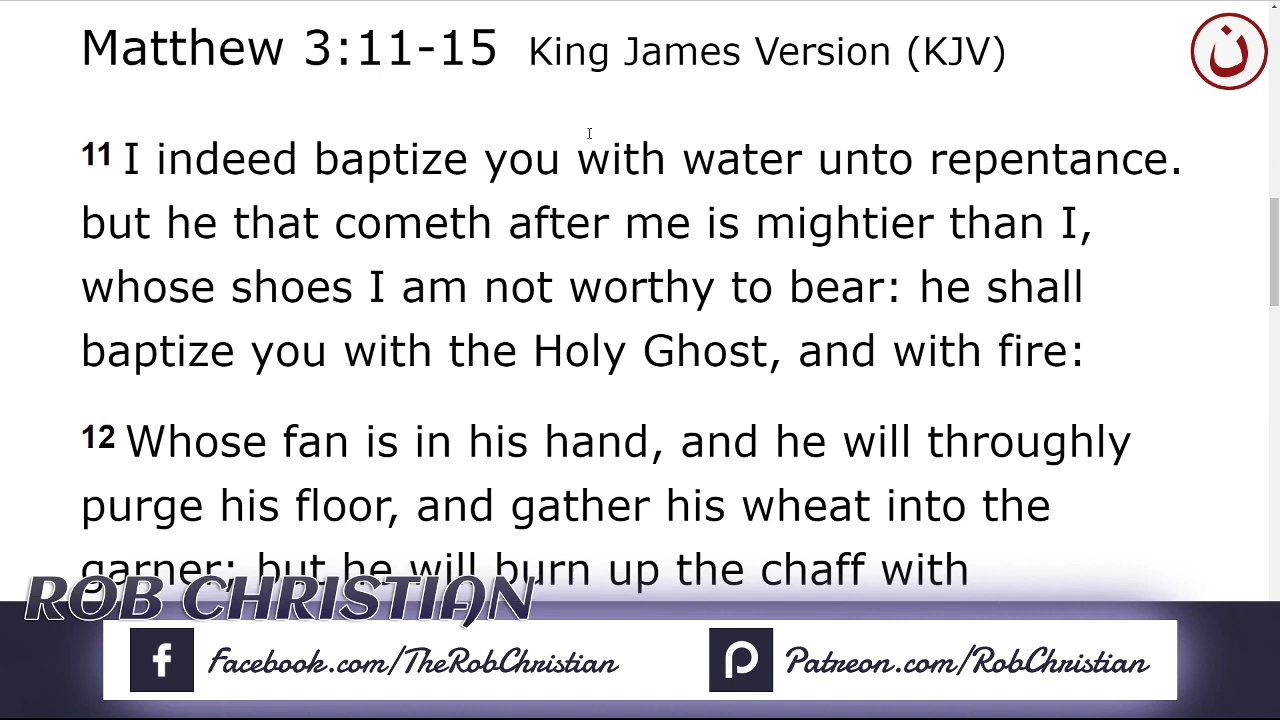 Matthew 3:11-15 King James Version (KJV)
ن
11 I indeed baptize you with water unto repentance.
but he that cometh after me is mightier than I,
whose shoes I am not worthy to bear: he shall
baptize you with the Holy Ghost, and with fire:
12 Whose fan is in his hand, and he will throughly
purge his floor, and gather his wheat into the
garner; but he will burn up the chaff with
ROB CHRISTIAN
Facebook.com/TheRobChristian
Patreon.com/RobChristian